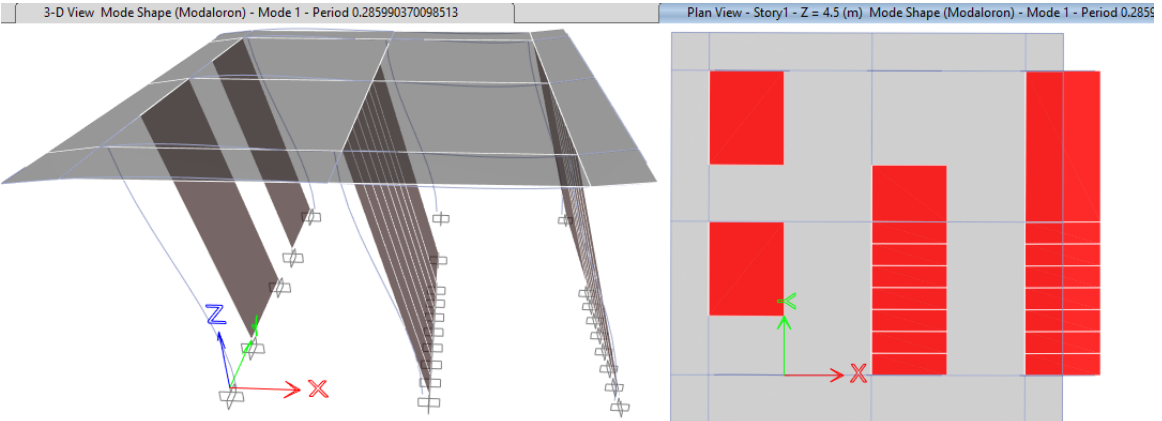 3-D View Mode Shape (Modaloron) - Mode 1 - Period 0.285990370098513
Plan View - Story1 - Z = 4.5 (m) Mode Shape (Modaloron) - Mode 1 - Period 0.2859
Z
Y
X
Y
X